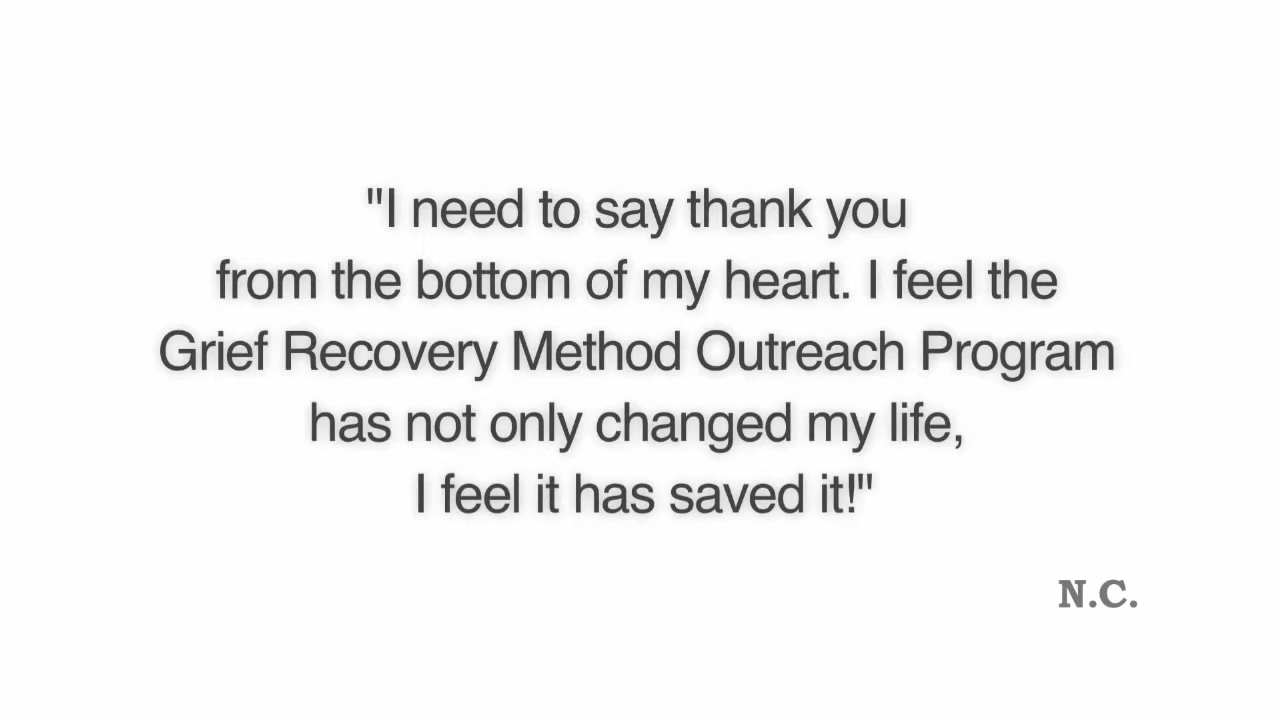 "I need to say thank you
from the bottom of my heart. I feel the
Grief Recovery Method Outreach Program
has not only changed my life,
I feel it has saved it!"
N.C.